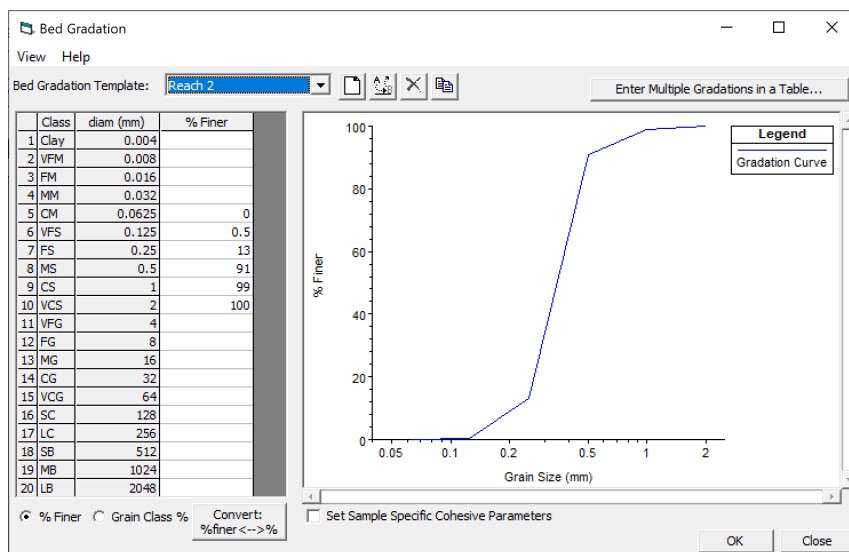 Bed Gradation
View Help
Bed Gradation Template: Reach 2 Enter Multiple Gradations in a Table...
Class diam (mm) % Finer
1 Clay 0.004
2 VFM 0.008
3 FM 0.016
4 MM 0.032
5 CM 0.0625 0
6 VFS 0.125 0.5
7 FS 0.25 13
8 MS 0.5 91
9 CS 1 99
10 VCS 2 100
11 VFG 4
12 FG 8
13 MG 16
14 CG 32
15 VCG 64
16 SC 128
17 LC 256
18 SB 512
19 MB 1024
20 LB 2048
% Finer Grain Class % Convert:
%finer<-->%
100
80
60
40
20
0
% Finer
0.05 0.1 0.2 0.5 1 2
Grain Size (mm)
Legend
Gradation Curve
Set Sample Specific Cohesive Parameters
OK Close